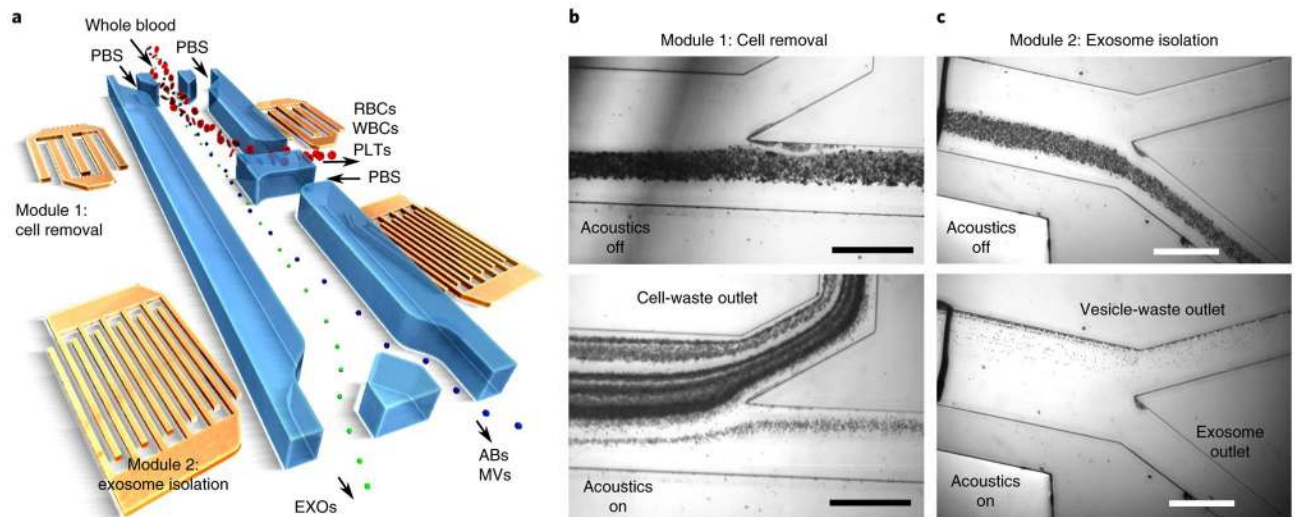 a
Whole blood
PBS
PBS
RBCs
WBCs
PLTs
PBS
Module 1:
cell removal
Module 2:
exosome isolation
ABs
MVs
EXOs
b
Module 1: Cell removal
Acoustics
off
Cell-waste outlet
Acoustics
on
c
Module 2: Exosome isolation
Acoustics
off
Vesicle-waste outlet
Exosome
outlet
Acoustics
on